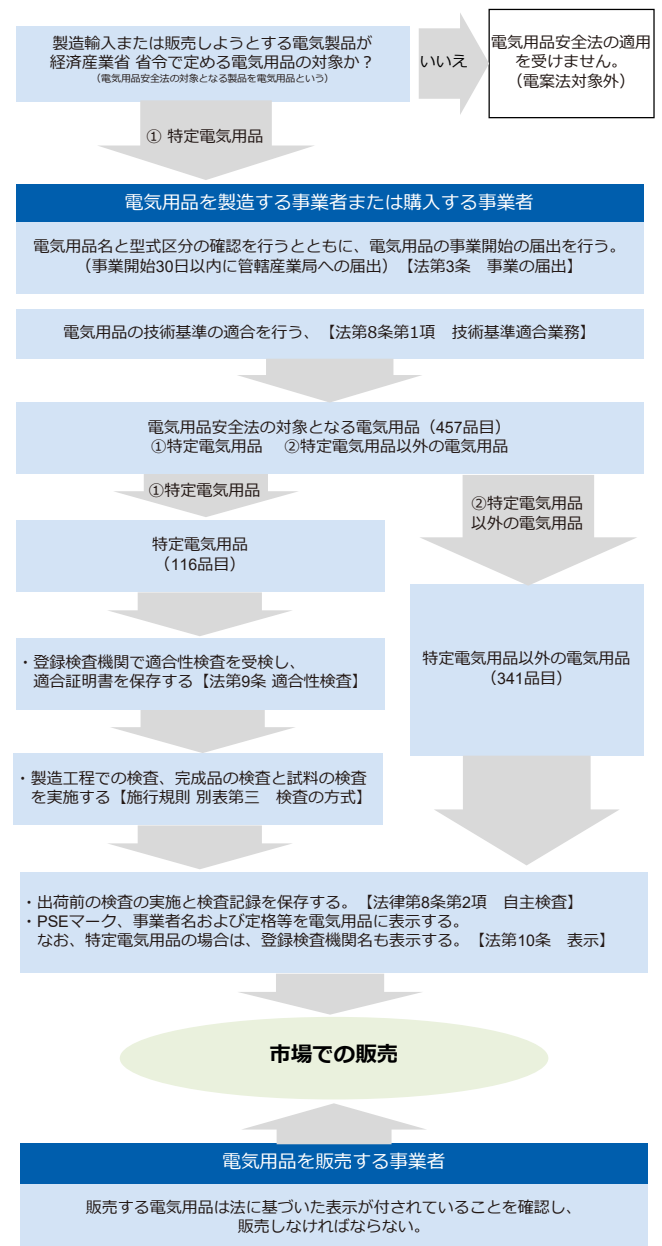 製造輸入または販売しようとする電気製品が
経済産業省 省令で定める電気用品の対象か？
（電気用品安全法の対象となる製品を電気用品という）
いいえ
電気用品安全法の適用
を受けません。
（電案法対象外）
① 特定電気用品
電気用品を製造する事業者または購入する事業者
電気用品名と型式区分の確認を行うとともに、電気用品の事業開始の届出を行う。
（事業開始30日以内に管轄産業局への届出）【法第3条　事業の届出】
電気用品の技術基準の適合を行う、【法第8条第1項　技術基準適合業務】
電気用品安全法の対象となる電気用品（457品目）
①特定電気用品　②特定電気用品以外の電気用品
①特定電気用品
②特定電気用品
以外の電気用品
特定電気用品
（116品目）
特定電気用品以外の電気用品
（341品目）
・登録検査機関で適合性検査を受検し、
適合証明書を保存する【法第9条 適合性検査】
・製造工程での検査、完成品の検査と試料の検査
を実施する【施行規則 別表第三　検査の方式】
・出荷前の検査の実施と検査記録を保存する。【法律第8条第2項　自主検査】
・PSEマーク、事業者名および定格等を電気用品に表示する。
なお、特定電気用品の場合は、登録検査機関名も表示する。【法第10条　表示】
市場での販売
電気用品を販売する事業者
販売する電気用品は法に基づいた表示が付されていることを確認し、
販売しなければならない。